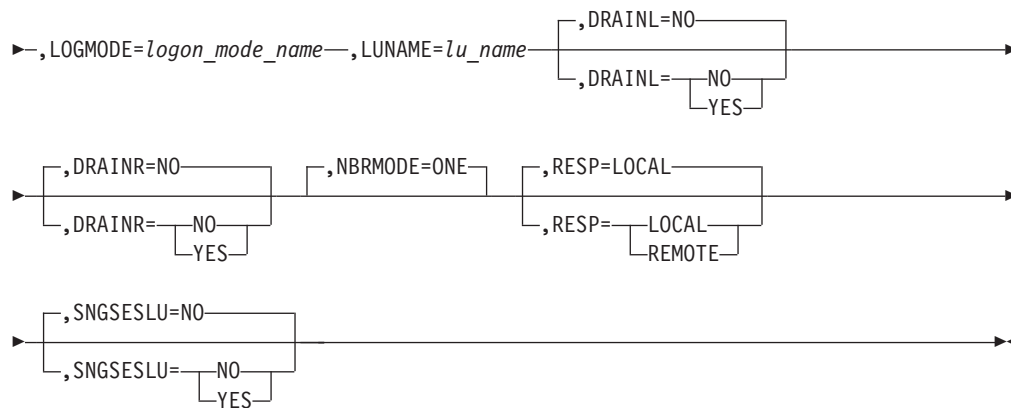 ,DRAINL=NO
,LOGMODE=logon_mode_name ,LUNAME=lu_name
,DRAINL= NO
YES
,DRAINR=NO ,NBRMODE=ONE ,RESP=LOCAL
,DRAINR= NO ,RESP= LOCAL
YES REMOTE
,SNGSESLU=NO
,SNGSESLU= NO
YES